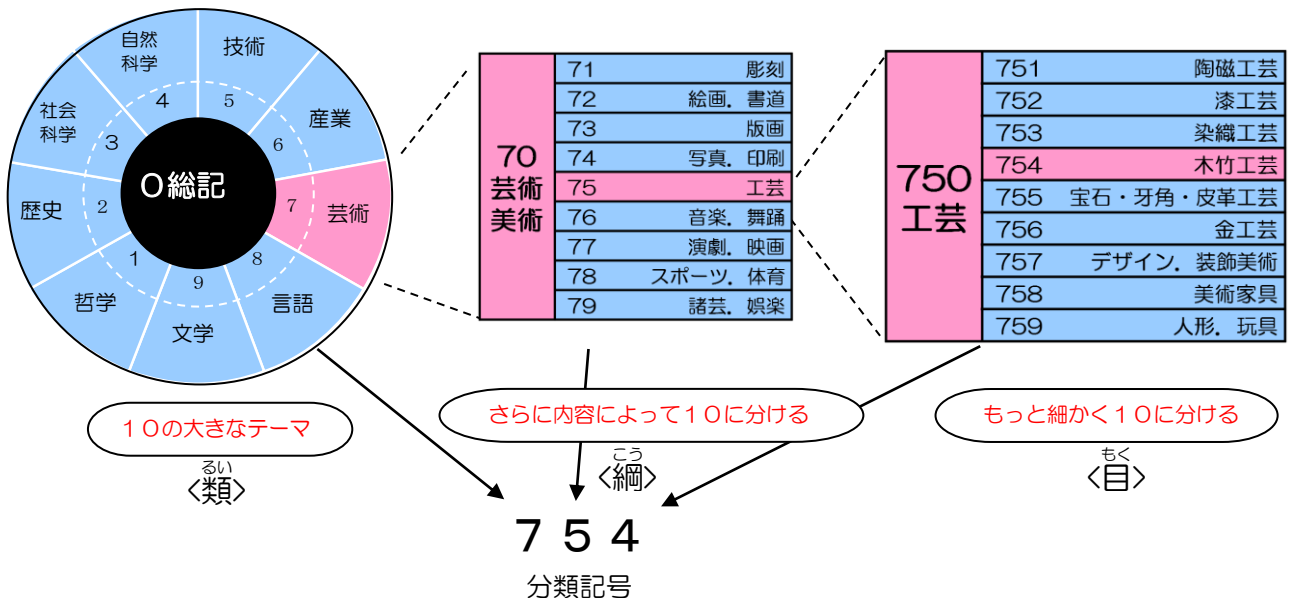 0総記
1
哲学
2
歴史
3
社会
科学
4
自然
科学
5
技術
6
産業
7
芸術
8
言語
9
文学
70
芸術
美術
71 彫刻
72 絵画．書道
73 版画
74 写真．印刷
75 工芸
76 音楽．舞踊
77 演劇．映画
78 スポーツ．体育
79 諸芸．娯楽
750
工芸
751 陶磁工芸
752 漆工芸
753 染織工芸
754 木竹工芸
755 宝石・牙角・皮革工芸
756 金工芸
757 デザイン．装飾美術
758 美術家具
759 人形．玩具
１０の大きなテーマ
るい
〈類〉
さらに内容によって１０に分ける
こう
〈綱〉
もっと細かく１０に分ける
もく
〈目〉
７５４
分類記号